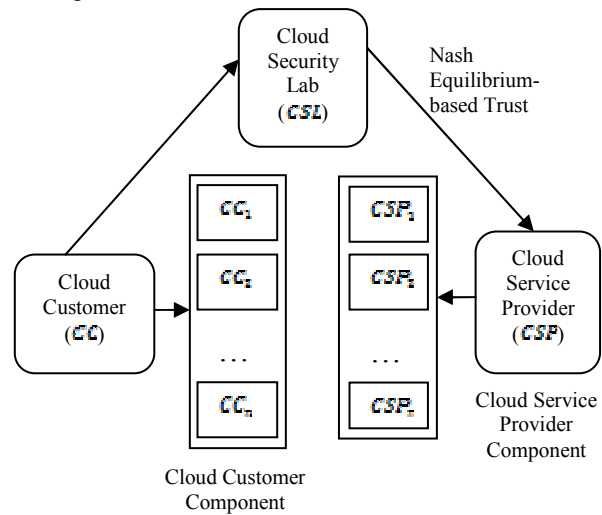 Cloud
Security
Lab
(CSL)
Nash
Equilibrium-
based Trust
Cloud
Customer
(CC)
CC₁
CC₂
...
CCₙ
Cloud Customer
Component
CSP₁
CSP₂
...
CSPₙ
Cloud
Service
Provider
(CSP)
Cloud Service
Provider
Component